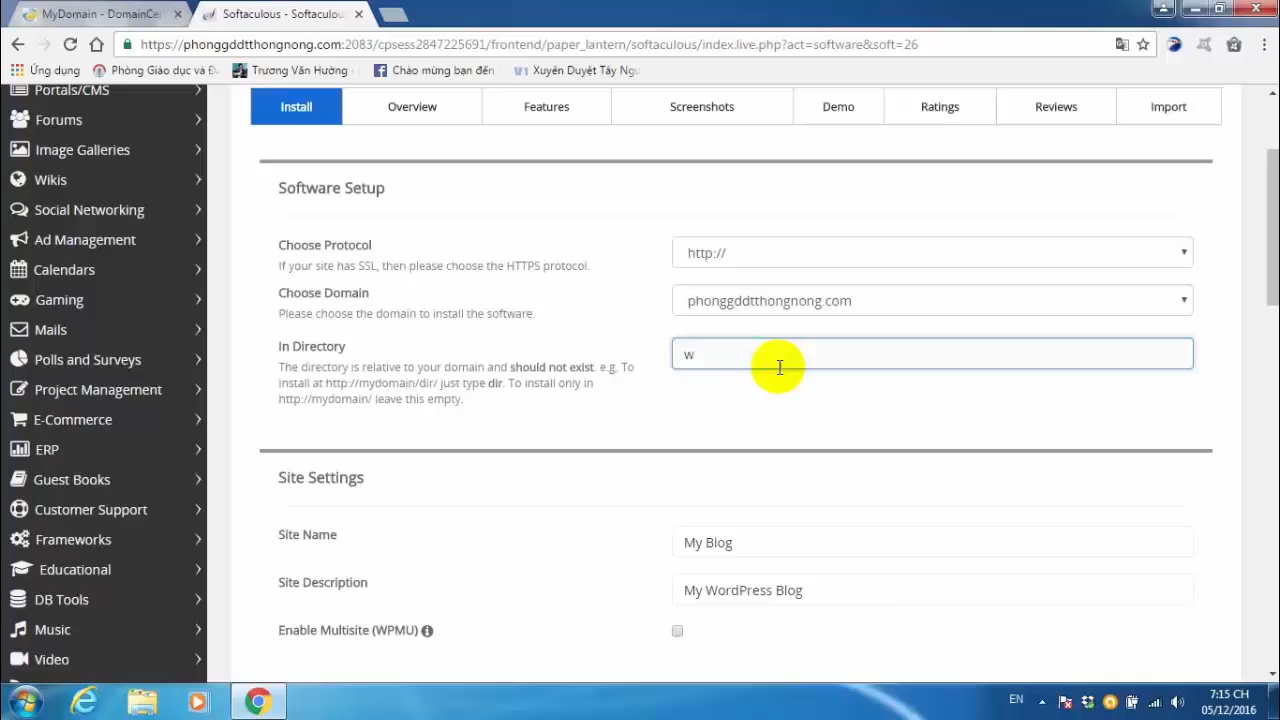 MyDomain - DomainCe
Softaculous - Softaculou
https://phonggddtthongnong.com:2083/cpsess2847225691/frontend/paper_lantern/softaculous/index.live.php?act=software&soft=26
Ứng dụng
Phòng Giáo dục và Đ
Trương Văn Hường
Chào mừng bạn đến
Xuyên Duyệt Tây Ngu
Portals/CMS
Install
Overview
Features
Screenshots
Demo
Ratings
Reviews
Import
Forums
Image Galleries
Wikis
Social Networking
Ad Management
Calendars
Gaming
Mails
Polls and Surveys
Project Management
E-Commerce
ERP
Guest Books
Customer Support
Frameworks
Educational
DB Tools
Music
Video
Software Setup
Choose Protocol
If your site has SSL, then please choose the HTTPS protocol.
http://
Choose Domain
Please choose the domain to install the software.
phonggddtthongnong.com
In Directory
The directory is relative to your domain and should not exist. e.g. To
install at http://mydomain/dir/ just type dir. To install only in
http://mydomain/ leave this empty.
w
Site Settings
Site Name
My Blog
Site Description
My WordPress Blog
Enable Multisite (WPMU)
EN
7:15 CH
05/12/2016